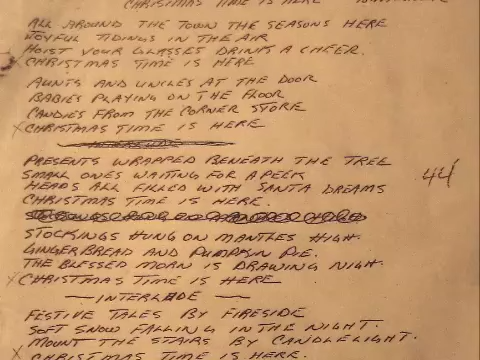 CHRISTMAS TIME IS HERE
ALL AROUND THE TOWN THE SEASONS HERE
JOYFUL TIDINGS IN THE AIR
HOIST YOUR GLASSES DRINK A CHEER.
X CHRISTMAS TIME IS HERE
AUNTS AND UNCLES AT THE DOOR
BABIES PLAYING ON THE FLOOR
CANDIES FROM THE CORNER STORE
X CHRISTMAS TIME IS HERE
PRESENTS WRAPPED BENEATH THE TREE
SMALL ONES WAITING FOR A PEEK
HEADS ALL FILLED WITH SANTA DREAMS
CHRISTMAS TIME IS HERE.
44
STOCKINGS HUNG ON MANTLES HIGH.
GINGERBREAD AND PUMPKIN PIE.
THE BLESSED MORN IS DRAWING NIGH.
X CHRISTMAS TIME IS HERE
— INTERLUDE —
FESTIVE TALES BY FIRESIDE
SOFT SNOW FALLING IN THE NIGHT.
MOUNT THE STAIRS BY CANDLELIGHT.
X CHRISTMAS TIME IS HERE.